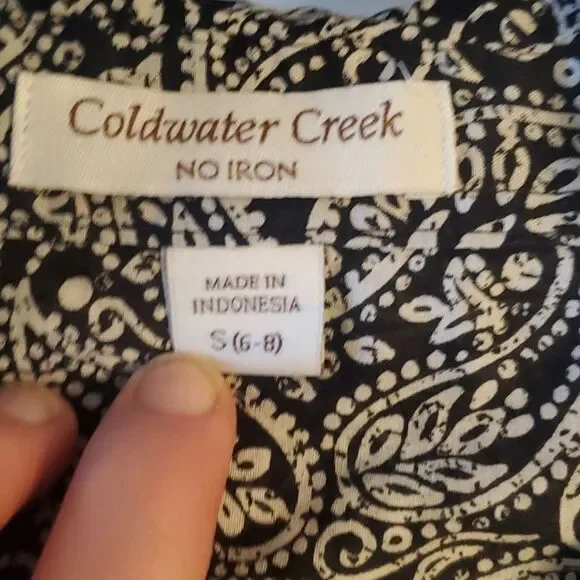 Coldwater Creek
NO IRON
MADE IN
INDONESIA
S (6-8)